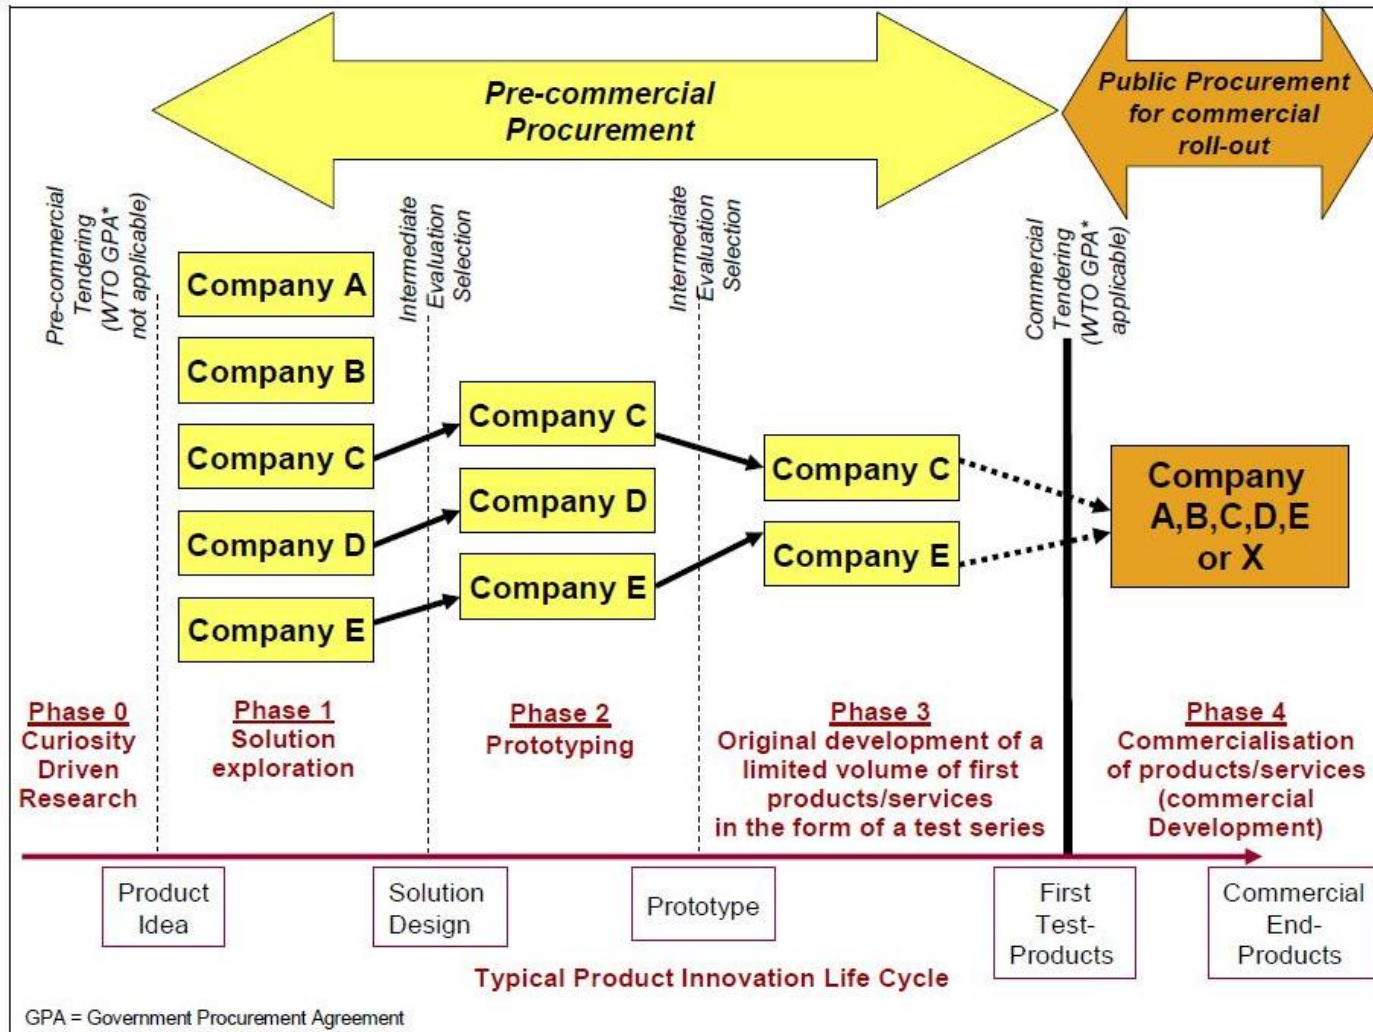 Pre-commercial
Procurement
Public Procurement
for commercial
roll-out
Pre-commercial
Tendering
(WTO GPA*
not applicable)
Intermediate
Evaluation
Selection
Intermediate
Evaluation
Selection
Commercial
Tendering
(WTO GPA*
applicable)
Company A
Company B
Company C
Company D
Company E
Company C
Company D
Company E
Company C
Company E
Company
A,B,C,D,E
or X
Phase 0
Curiosity
Driven
Research
Phase 1
Solution
exploration
Phase 2
Prototyping
Phase 3
Original development of a
limited volume of first
products/services
in the form of a test series
Phase 4
Commercialisation
of products/services
(commercial
Development)
Product
Idea
Solution
Design
Prototype
First
Test-
Products
Commercial
End-
Products
Typical Product Innovation Life Cycle
GPA = Government Procurement Agreement